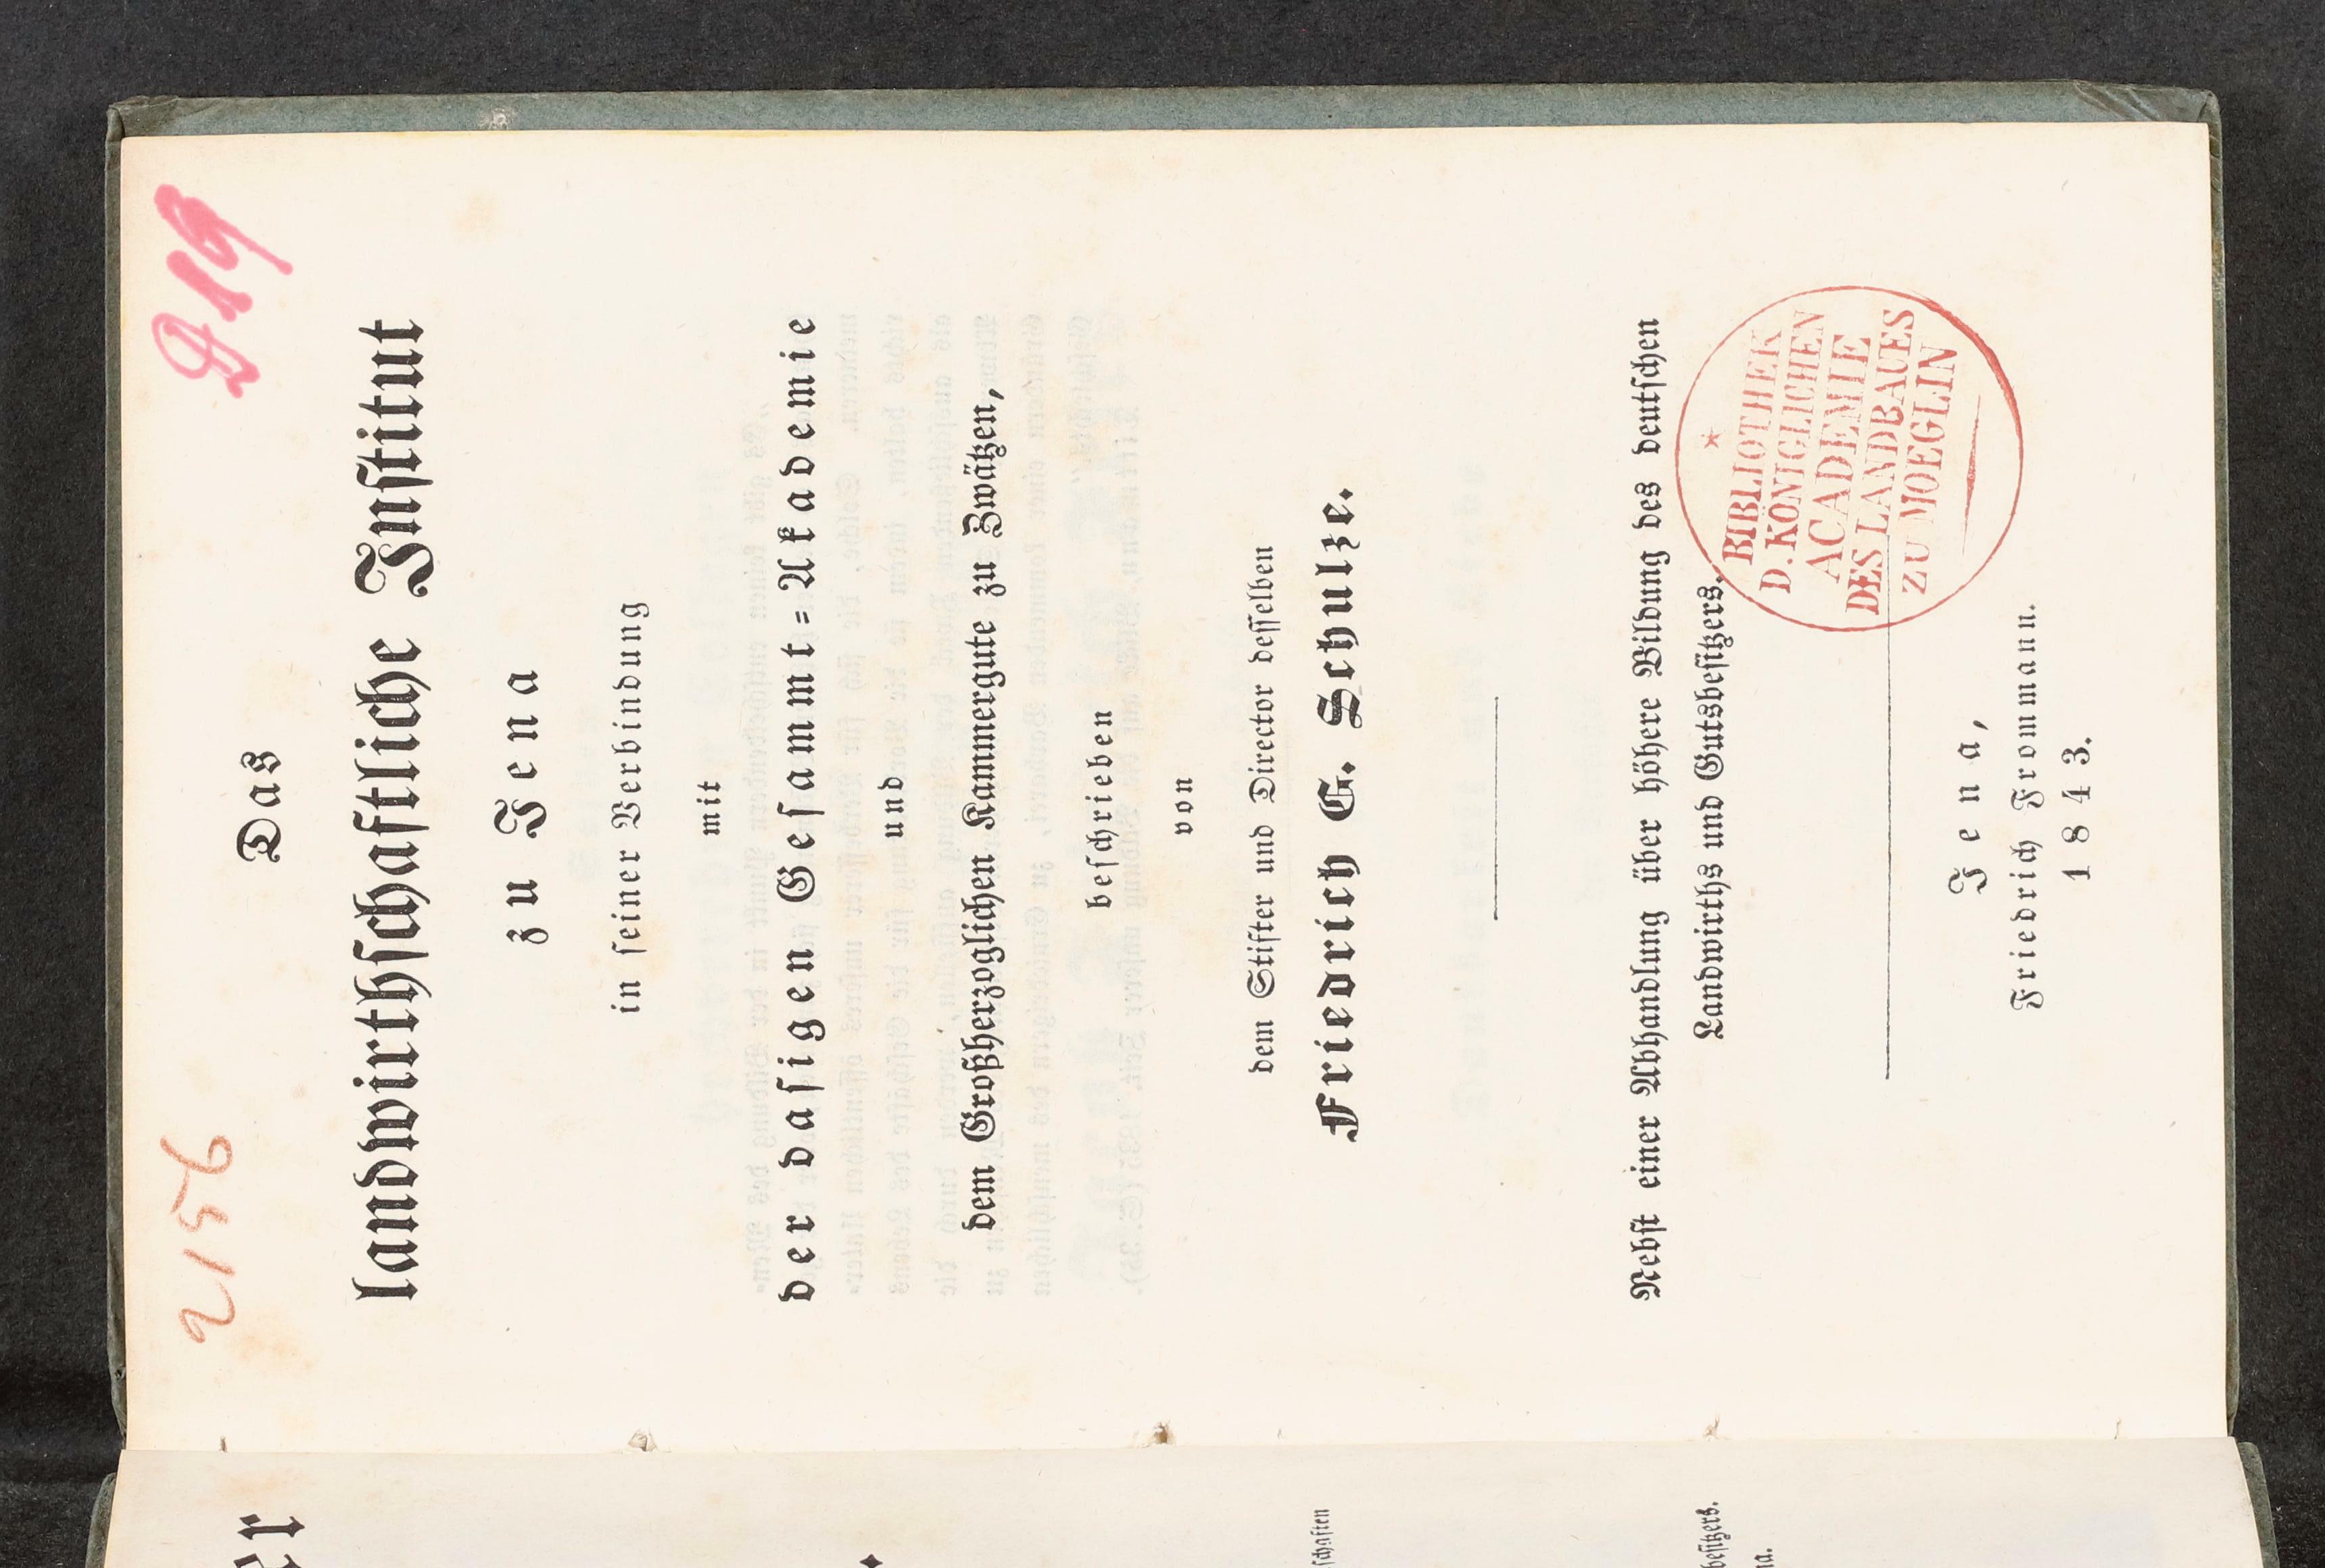 2156
Das
landwirthschaftliche Institut
zu Jena
in seiner Verbindung
mit
der dasigen Gesammt=Akademie
und
dem Großherzoglichen Kammergute zu Zwätzen,
beschrieben
von
dem Stifter und Director desselben
Friedrich G. Schulze.
Nebst einer Abhandlung über höhere Bildung des deutschen
Landwirths und Gutsbesitzers.
BIBLIOTHEK
D. KÖNIGLICHEN
ACADEMIE
DES LANDBAUES
ZU MOEGLIN
Jena,
Friedrich Frommann.
1843.